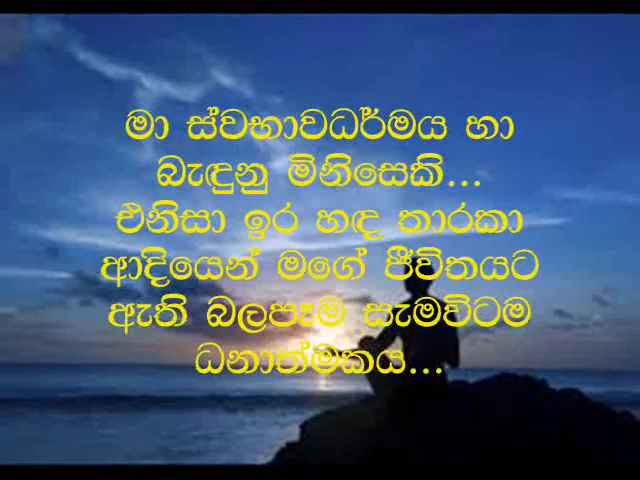 මා ස්වභාවධර්මය හා
බැඳුනු මිනිසෙකි...
එනිසා ඉර හඳ තාරකා
ආදියෙන් මගේ ජීවිතයට
ඇති බලපෑම සැමවිටම
ධනාත්මකය...